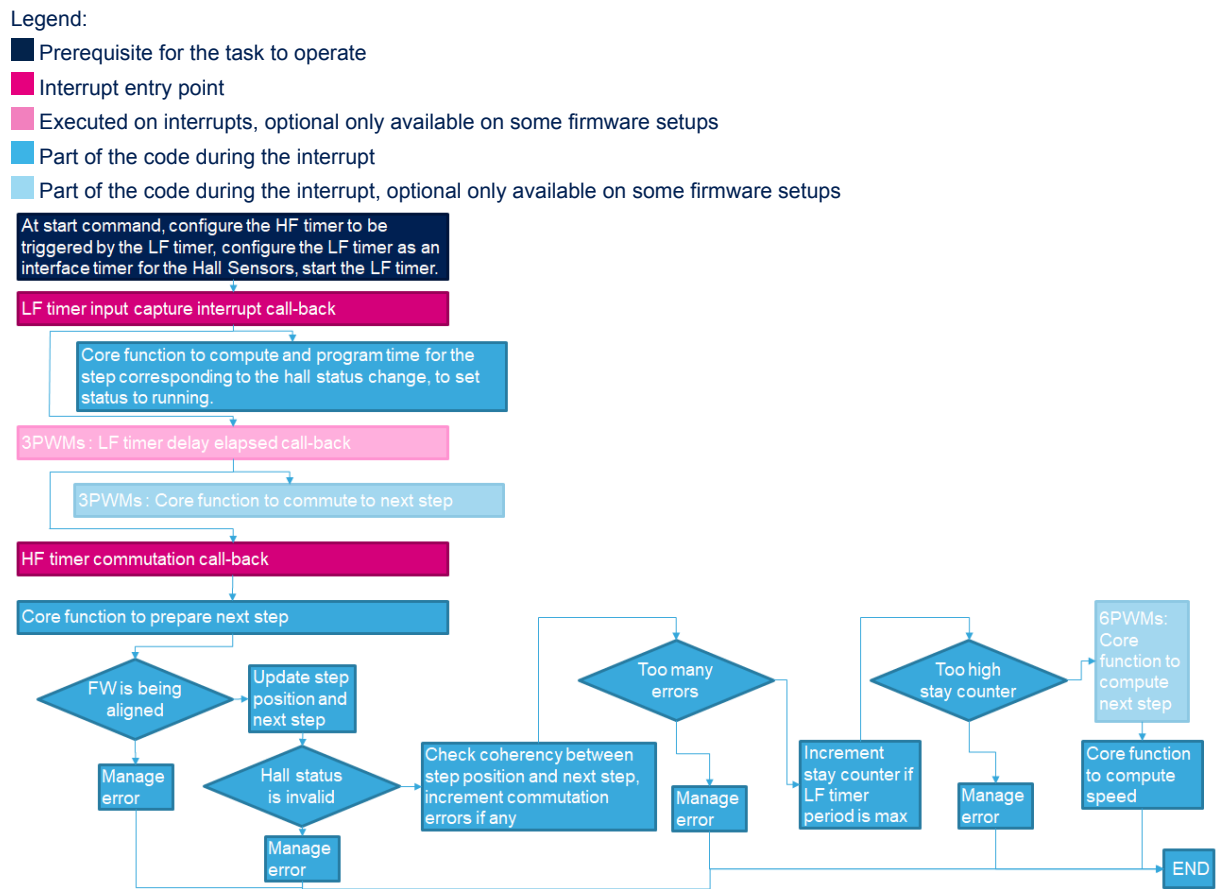 Legend:
Prerequisite for the task to operate
Interrupt entry point
Executed on interrupts, optional only available on some firmware setups
Part of the code during the interrupt
Part of the code during the interrupt, optional only available on some firmware setups
At start command, configure the HF timer to be
triggered by the LF timer, configure the LF timer as an
interface timer for the Hall Sensors, start the LF timer.
LF timer input capture interrupt call-back
Core function to compute and program time for the
step corresponding to the hall status change, to set
status to running.
3PWMs : LF timer delay elapsed call-back
3PWMs : Core function to commute to next step
HF timer commutation call-back
Core function to prepare next step
FW is being
aligned
Manage
error
Update step
position and
next step
Hall status
is invalid
Manage
error
Check coherency between
step position and next step,
increment commutation
errors if any
Too many
errors
Manage
error
Increment
stay counter if
LF timer
period is max
Too high
stay counter
Manage
error
6PWMs:
Core
function to
compute
next step
Core function
to compute
speed
END